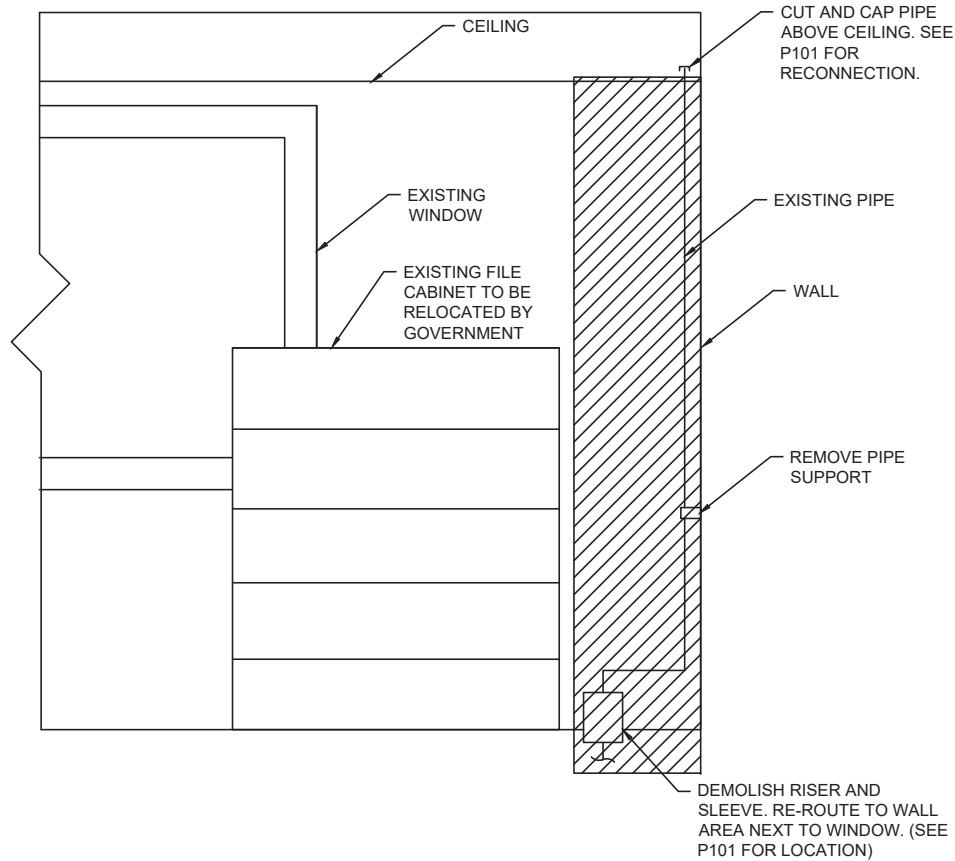 CEILING
CUT AND CAP PIPE
ABOVE CEILING. SEE
P101 FOR
RECONNECTION.
EXISTING
WINDOW
EXISTING PIPE
EXISTING FILE
CABINET TO BE
RELOCATED BY
GOVERNMENT
WALL
REMOVE PIPE
SUPPORT
DEMOLISH RISER AND
SLEEVE. RE-ROUTE TO WALL
AREA NEXT TO WINDOW. (SEE
P101 FOR LOCATION)